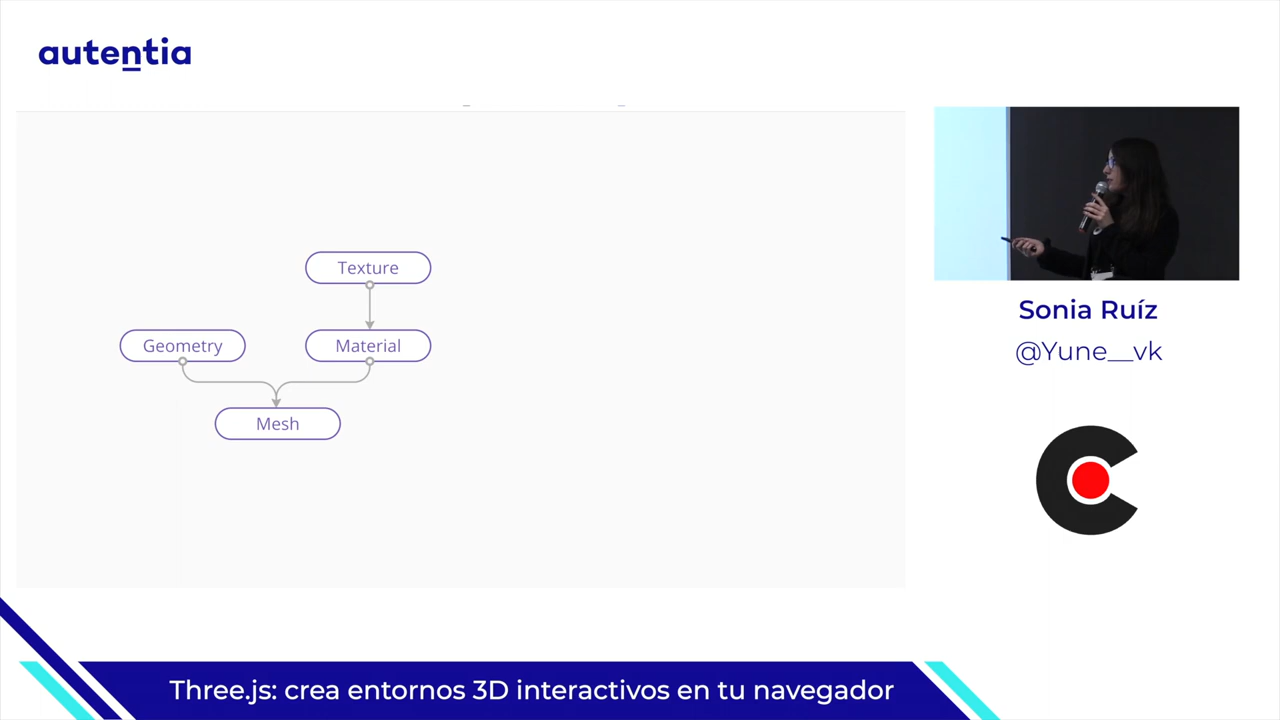 autentia
Texture
Geometry
Material
Mesh
Sonia Ruíz
@Yune__vk
Three.js: crea entornos 3D interactivos en tu navegador